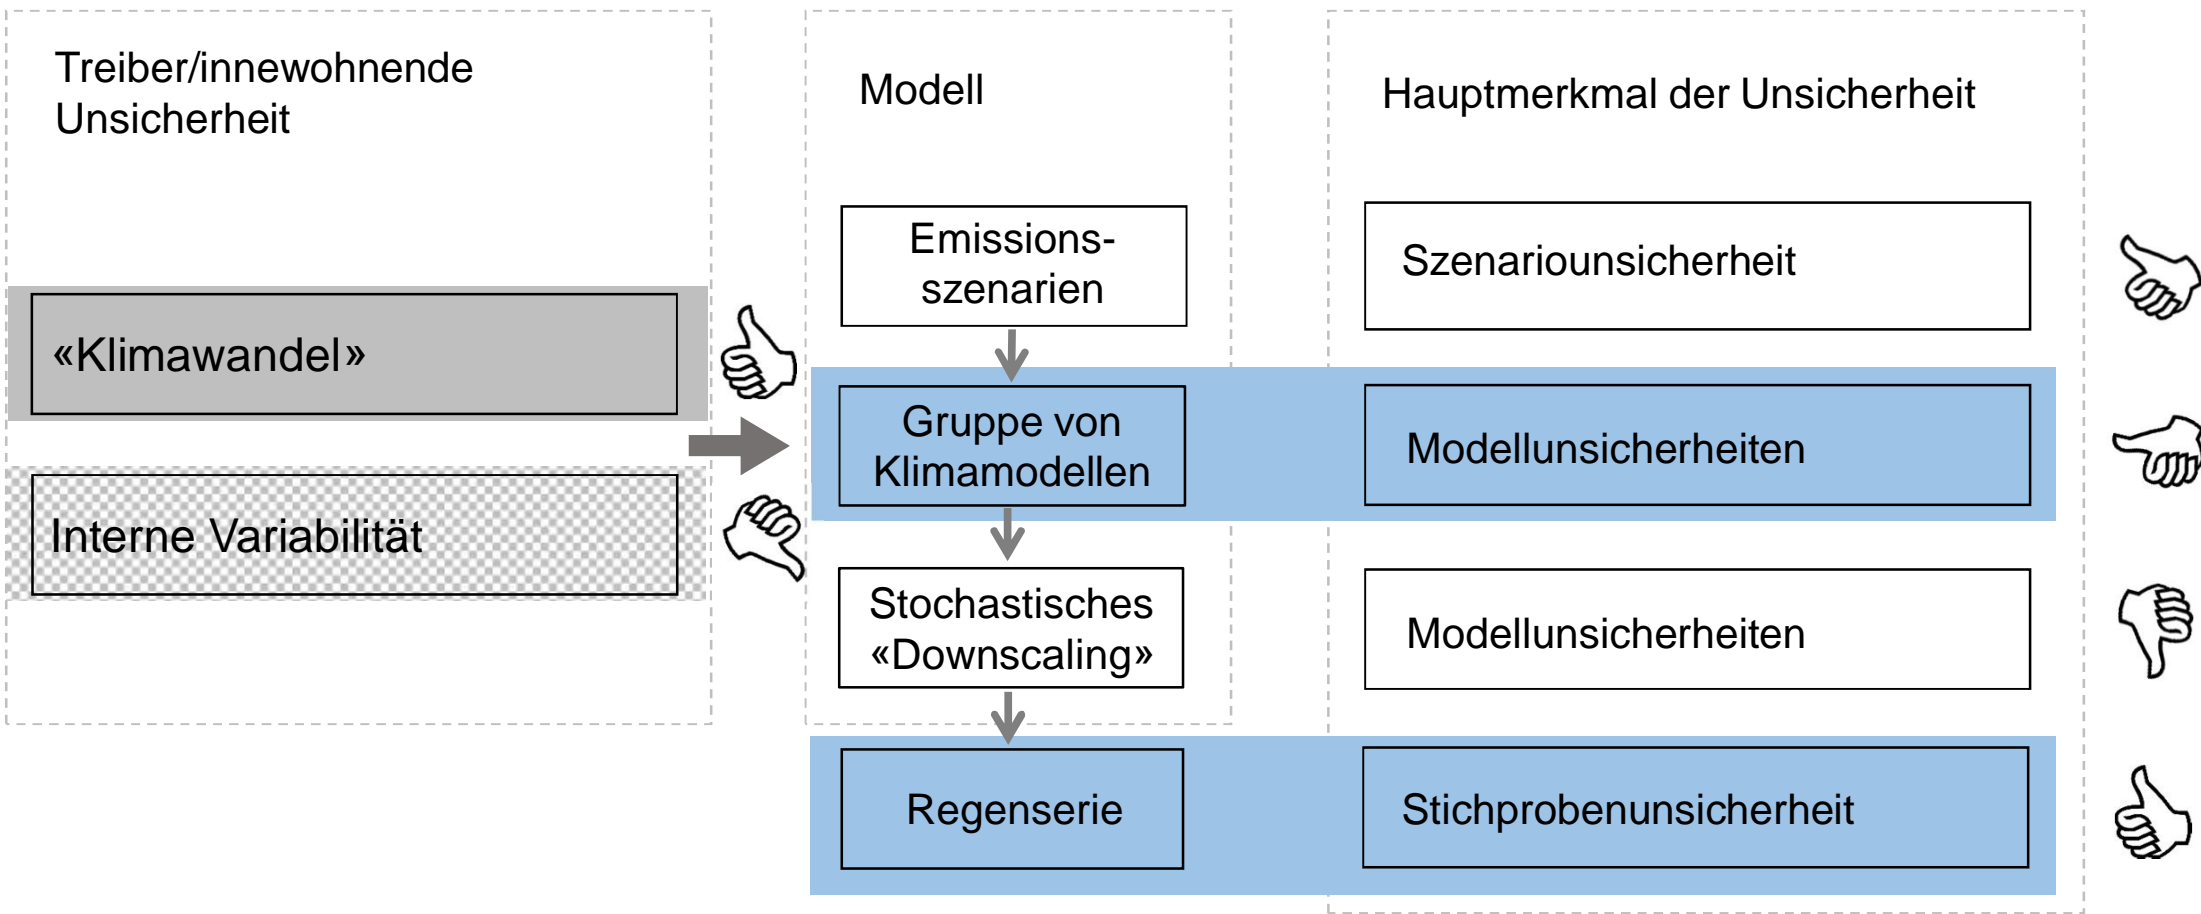 Treiber/innewohnende
Unsicherheit
«Klimawandel»
Interne Variabilität
Modell
Emissions-
szenarien
Gruppe von
Klimamodellen
Stochastisches
«Downscaling»
Regenserie
Hauptmerkmal der Unsicherheit
Szenariounsicherheit
Modellunsicherheiten
Modellunsicherheiten
Stichprobenunsicherheit